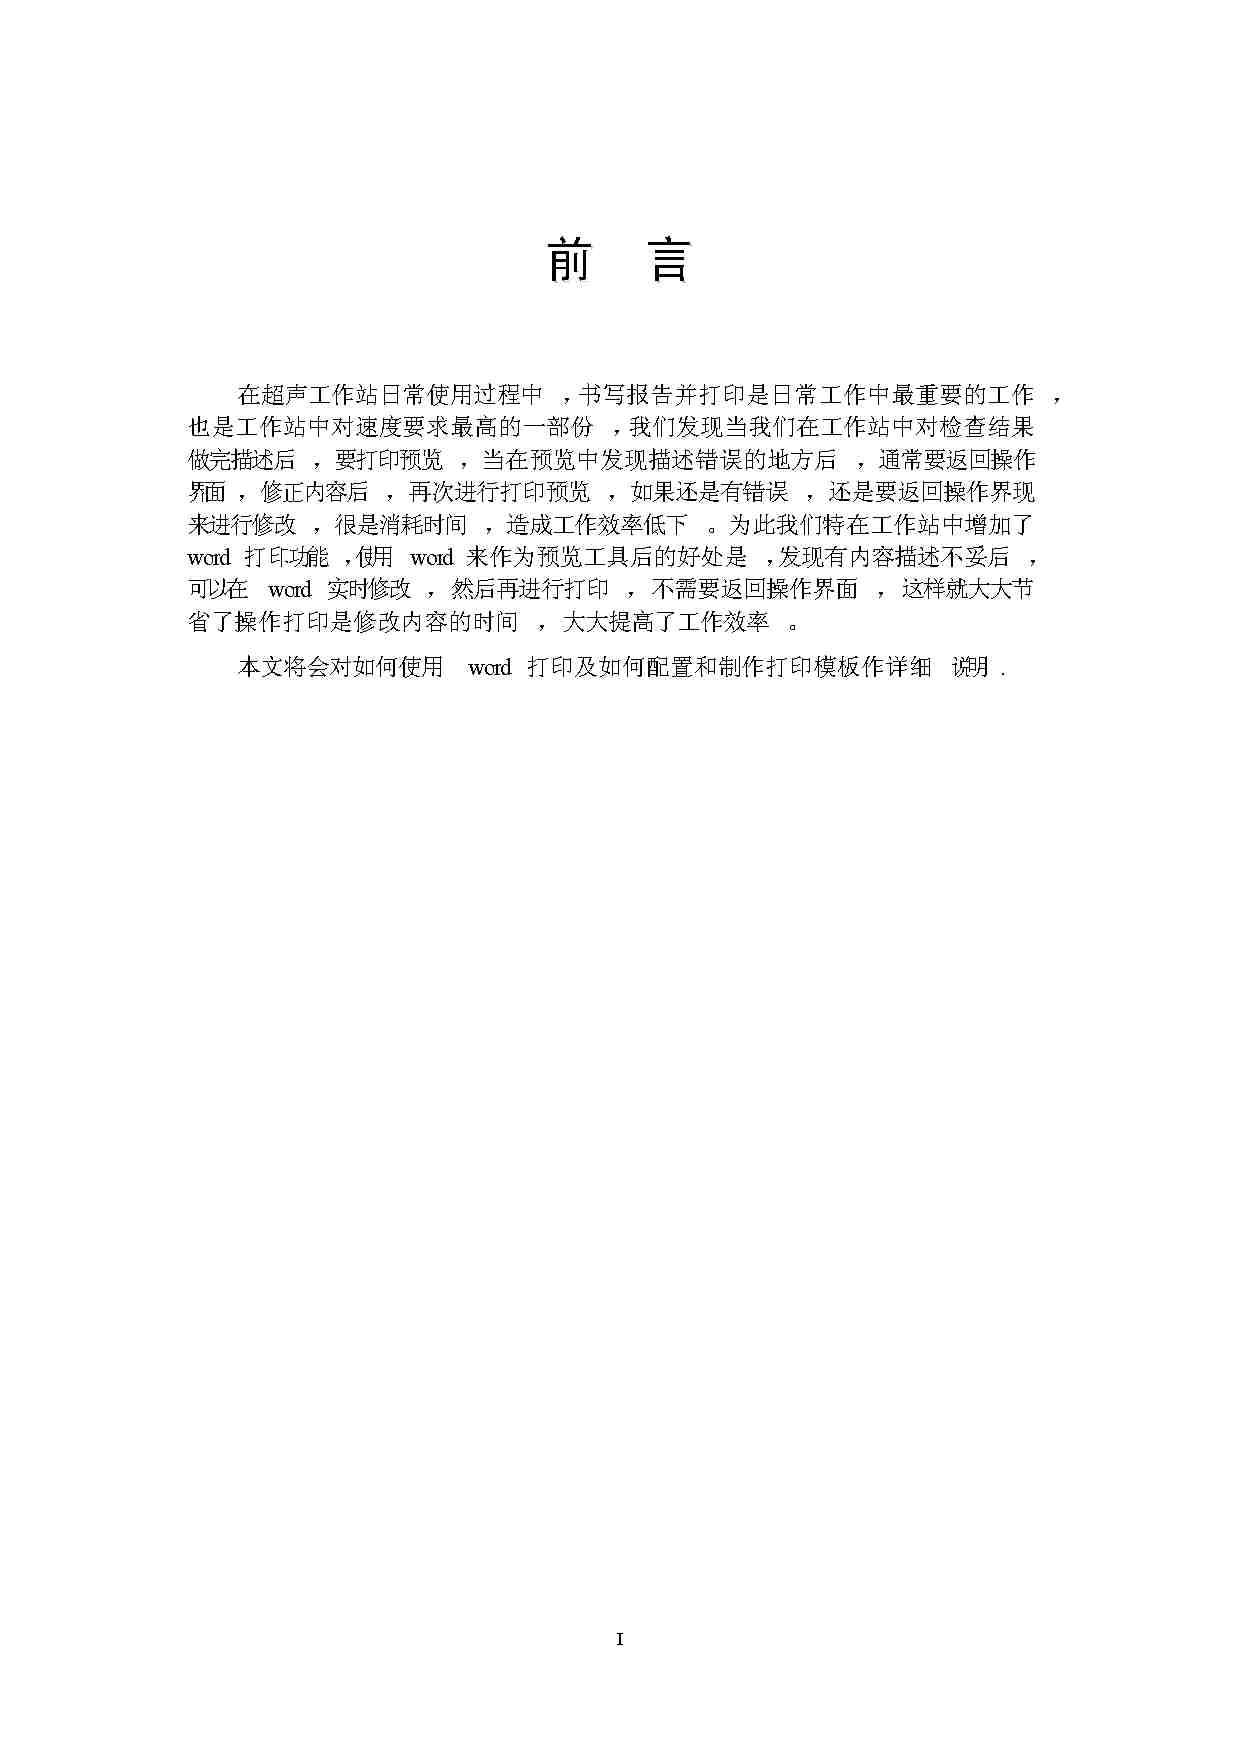 前 言
在超声工作站日常使用过程中，书写报告并打印是日常工作中最重要的工作，
也是工作站中对速度要求最高的一部份，我们发现当我们在工作站中对检查结果
做完描述后，要打印预览，当在预览中发现描述错误的地方后，通常要返回操作
界面，修正内容后，再次进行打印预览，如果还是有错误，还是要返回操作界现
来进行修改，很是消耗时间，造成工作效率低下。为此我们特在工作站中增加了
word 打印功能，使用 word 来作为预览工具后的好处是，发现有内容描述不妥后，
可以在 word 实时修改，然后再进行打印，不需要返回操作界面，这样就大大节
省了操作打印是修改内容的时间，大大提高了工作效率。
本文将会对如何使用 word 打印及如何配置和制作打印模板作详细说明.
I